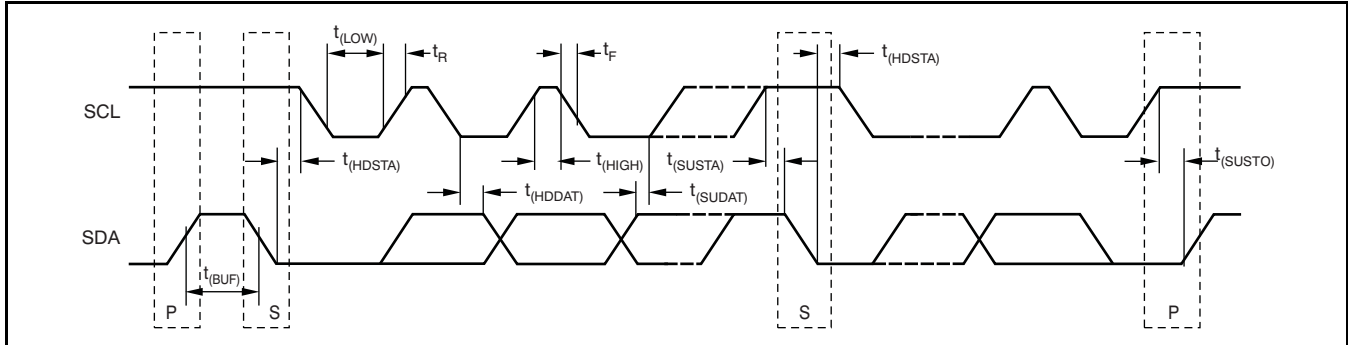 t(LOW)
tR
tF
t(HDSTA)
SCL
t(HDSTA)
t(HIGH)
t(SUSTA)
t(SUSTO)
t(HDDAT)
t(SUDAT)
SDA
t(BUF)
P
S
S
P